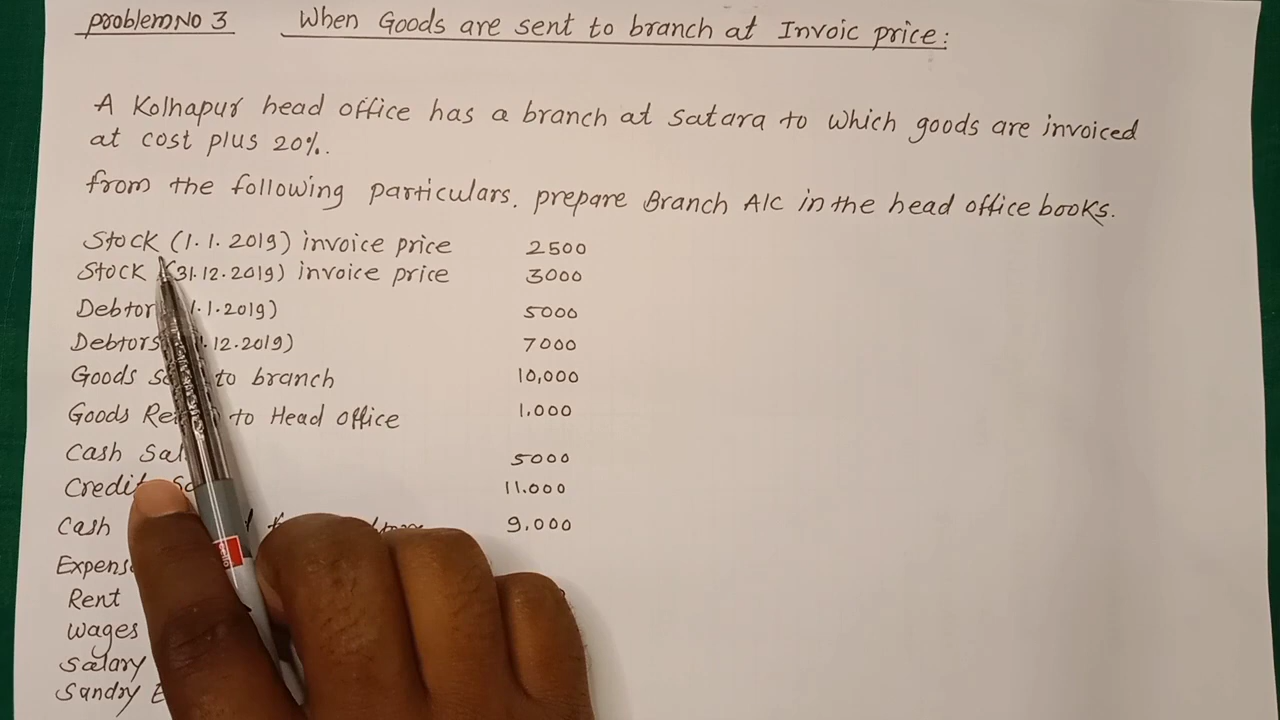 problem No 3 When Goods are sent to branch at Invoic price:
A Kolhapur head office has a branch at Satara to which goods are invoiced
at cost plus 20%.
from the following particulars. prepare Branch A/C in the head office books.
Stock (1.1.2019) invoice price 2500
Stock (31.12.2019) invoice price 3000
Debtor 1.1.2019) 5000
Debtors .12.2019) 7000
Goods to branch 10,000
Goods to Head office 1,000
Cash Sal 5000
Credit 11.000
Cash 9,000
Expens
Rent
Wages
Salary
Sandry E